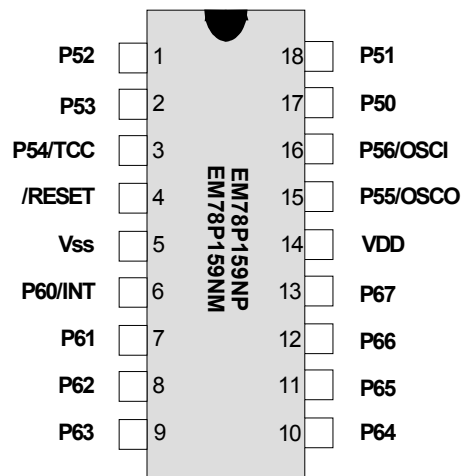 P52 1 18 P51
P53 2 17 P50
P54/TCC 3 16 P56/OSCI
/RESET 4 15 P55/OSCO
Vss 5 14 VDD
P60/INT 6 13 P67
P61 7 12 P66
P62 8 11 P65
P63 9 10 P64
EM78P159NP
EM78P159NM